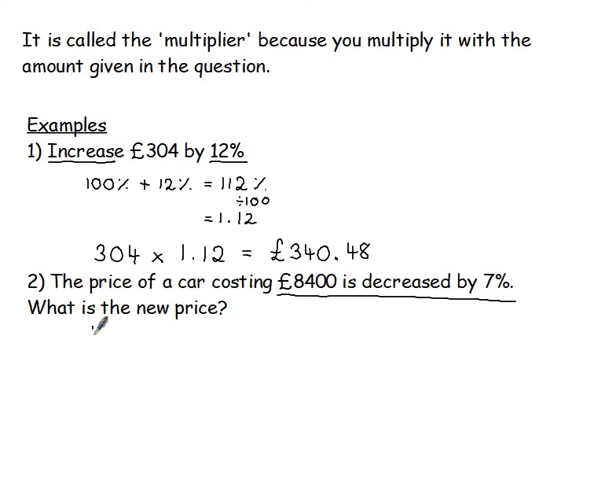 It is called the 'multiplier' because you multiply it with the
amount given in the question.
Examples
1) Increase £304 by 12%
100% + 12% = 112%
÷100
= 1.12
304 x 1.12 = £340.48
2) The price of a car costing £8400 is decreased by 7%.
What is the new price?